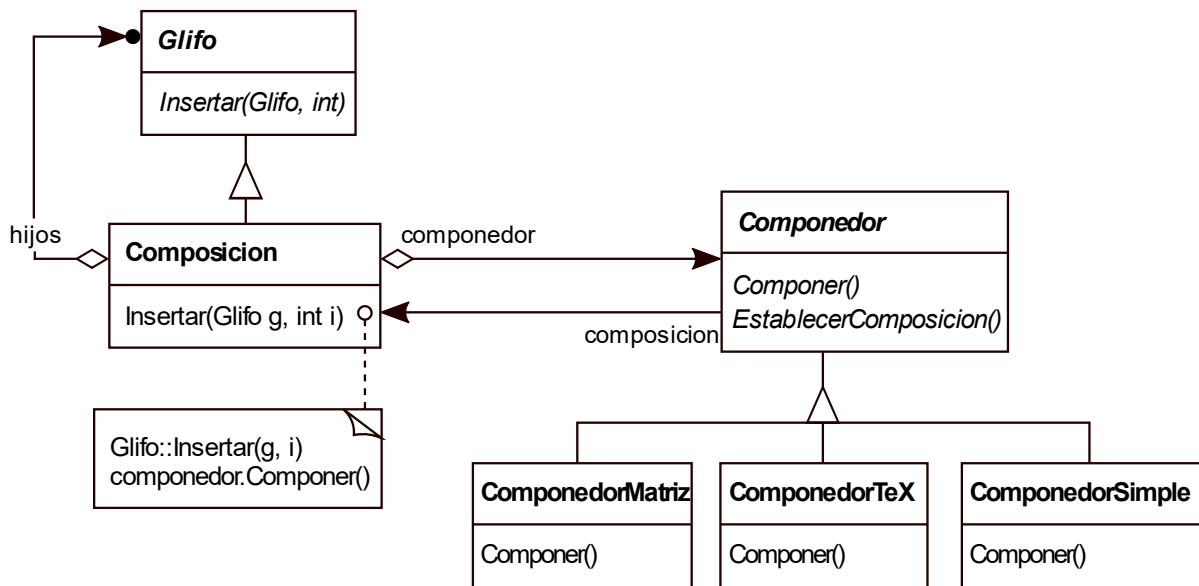 Glifo
Insertar(Glifo, int)
hijos
Composicion
Insertar(Glifo g, int i)
componedor
composicion
Componedor
Componer()
EstablecerComposicion()
Glifo::Insertar(g, i)
componedor.Componer()
ComponedorMatriz
Componer()
ComponedorTeX
Componer()
ComponedorSimple
Componer()